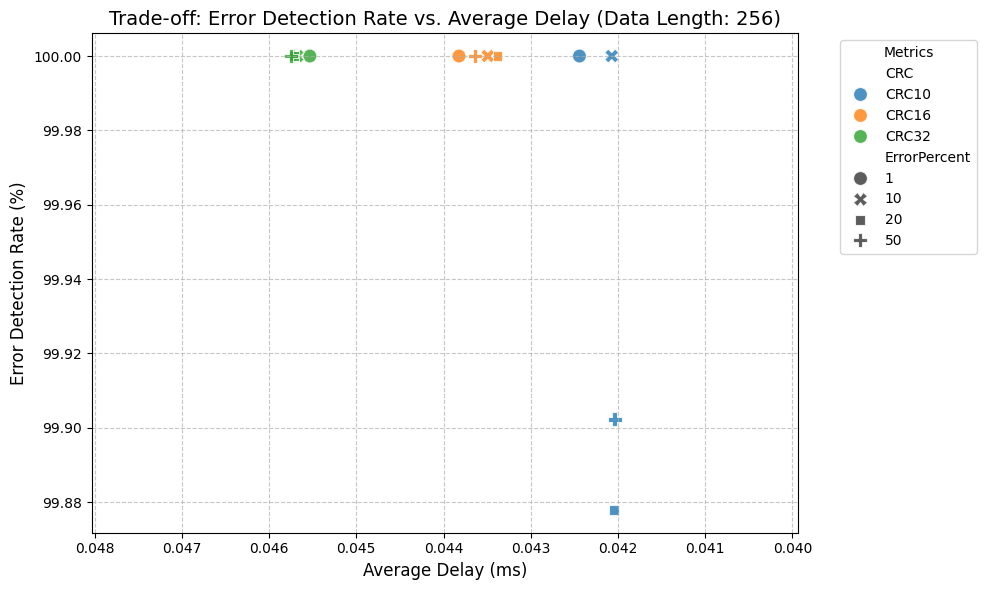 Trade-off: Error Detection Rate vs. Average Delay (Data Length: 256)
Error Detection Rate (%)
100.00
99.98
99.96
99.94
99.92
99.90
99.88
0.048 0.047 0.046 0.045 0.044 0.043 0.042 0.041 0.040
Average Delay (ms)
Metrics
CRC
CRC10
CRC16
CRC32
ErrorPercent
1
10
20
50